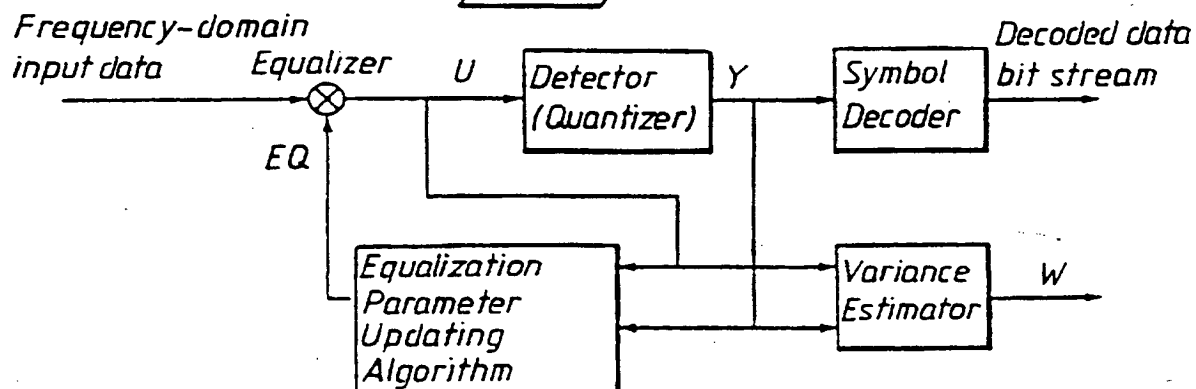 Frequency-domain
input data
Equalizer
U
Detector
(Quantizer)
Y
Symbol
Decoder
Decoded data
bit stream
EQ
Equalization
Parameter
Updating
Algorithm
Variance
Estimator
W